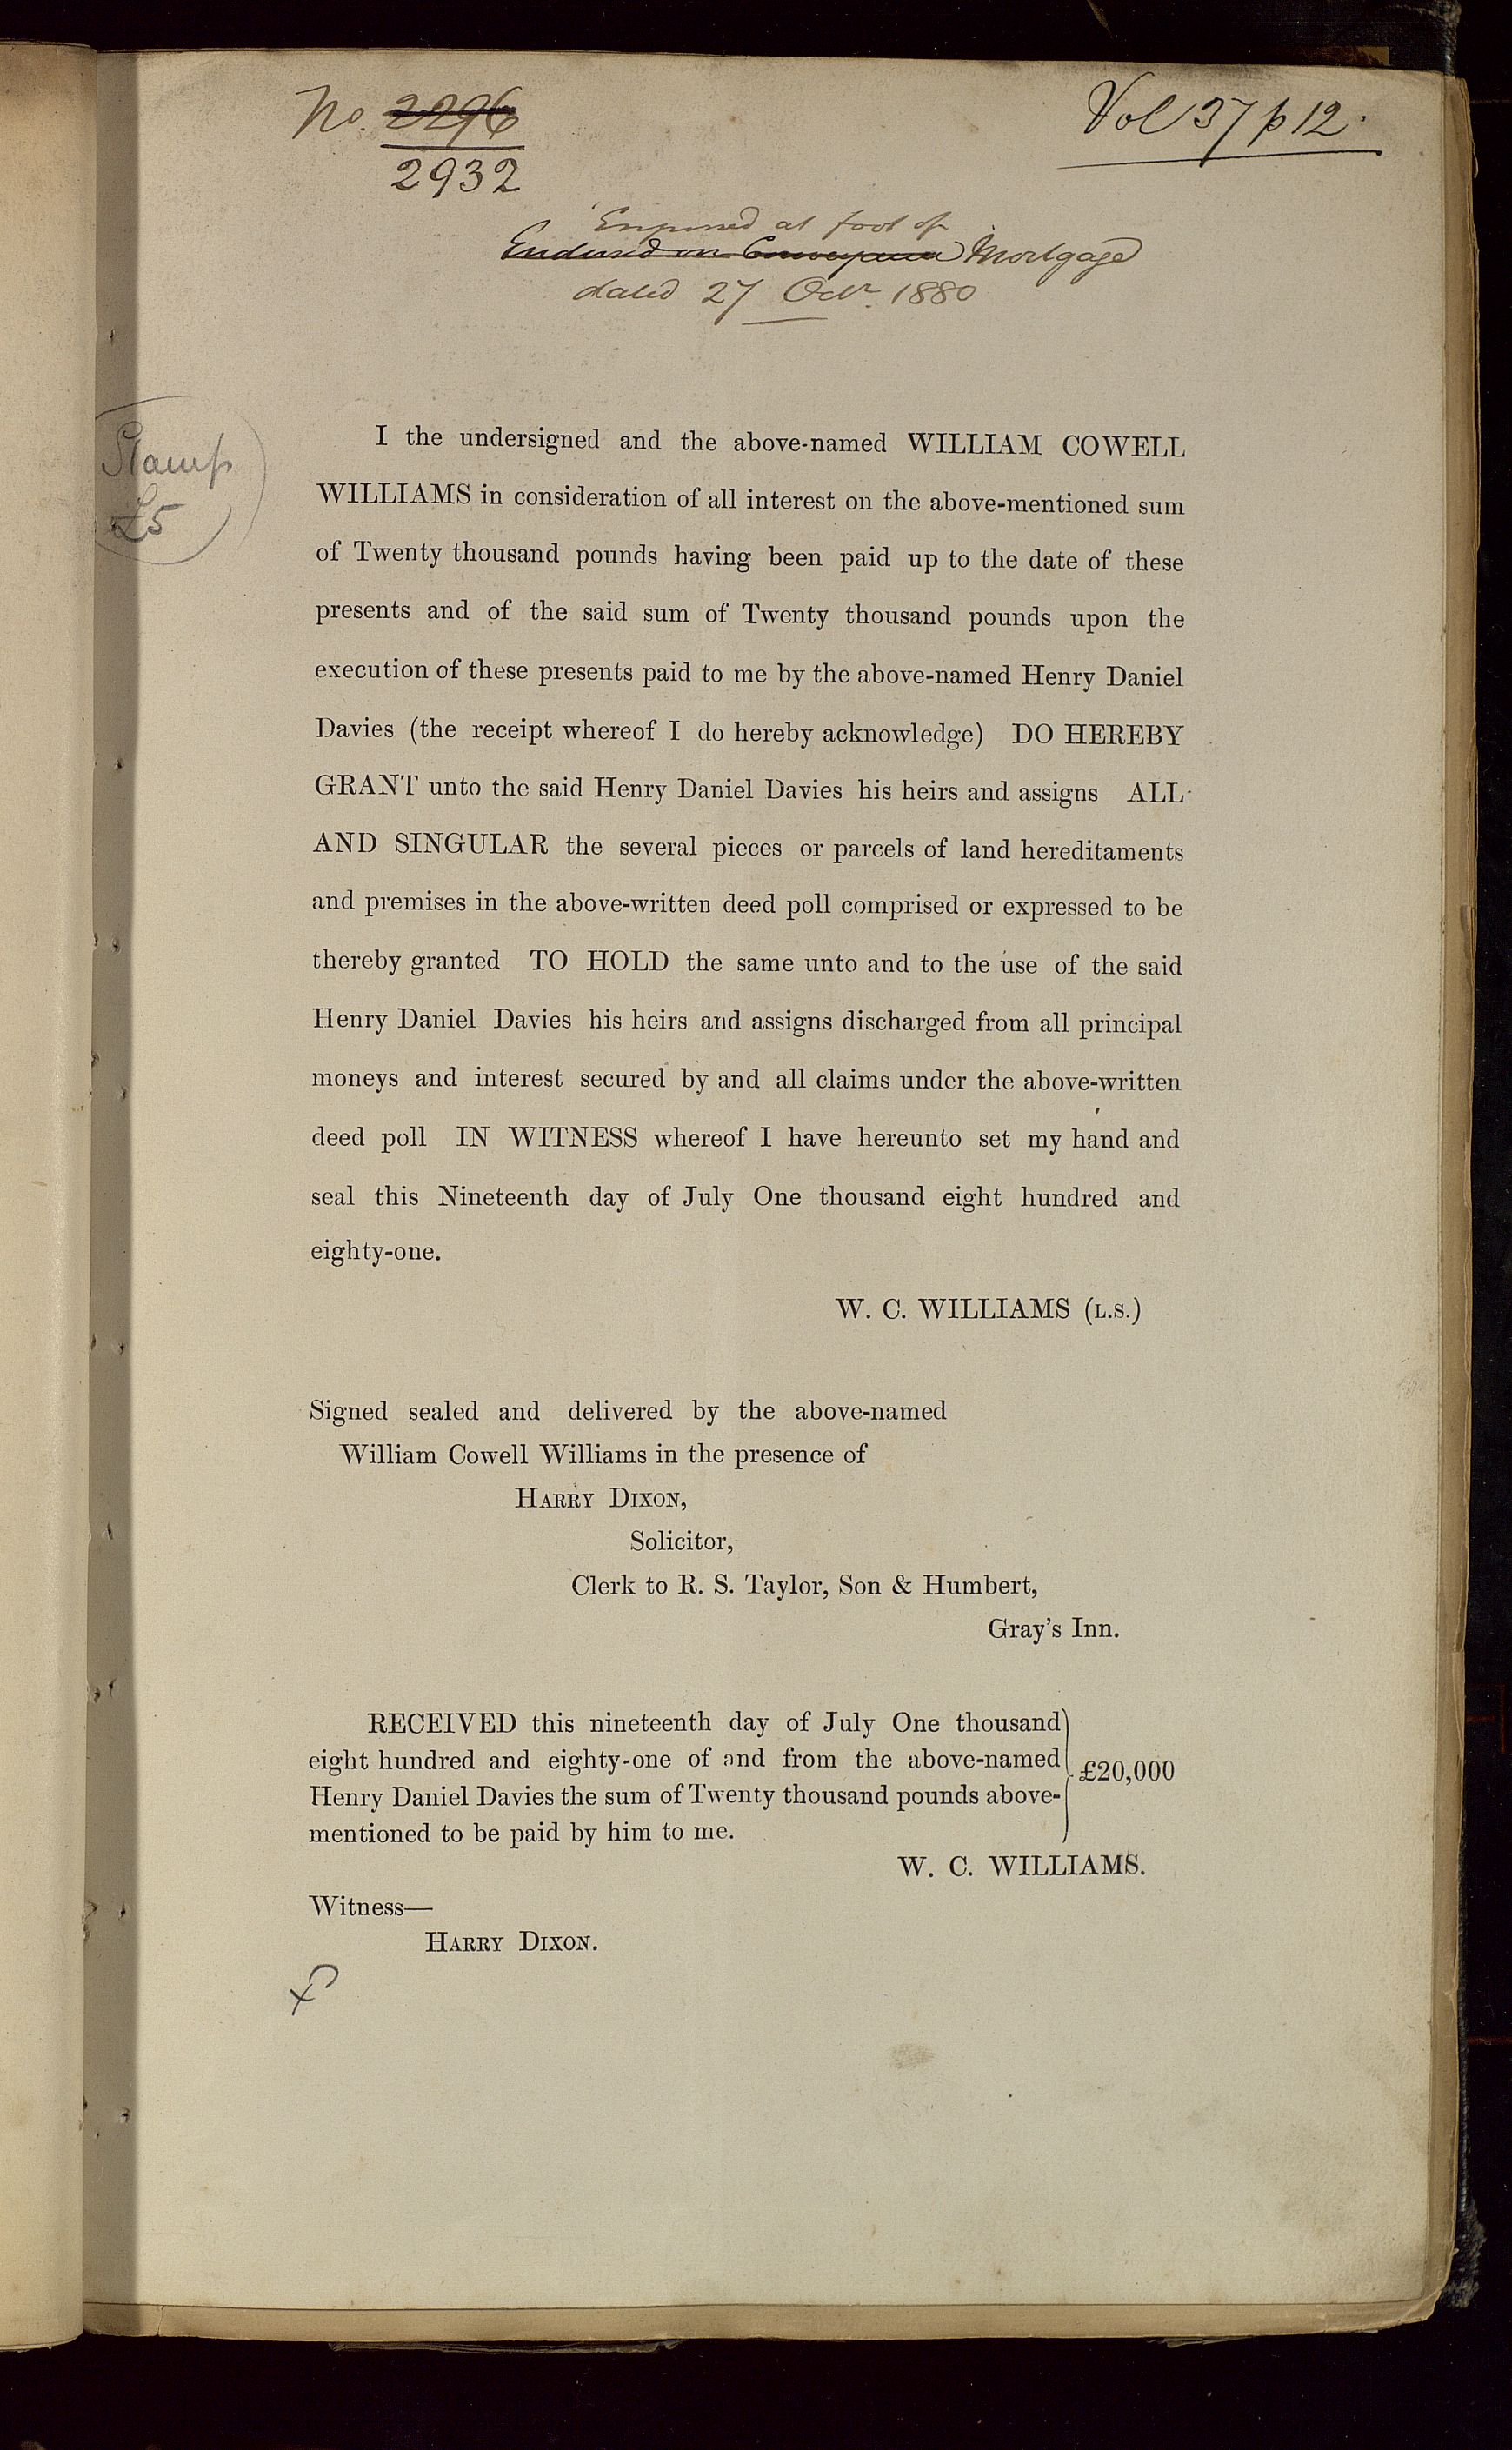 No. 2296
2932
Vol 37 p 12.
Engrossed at foot of
Endorsed on Conveyance Mortgage
dated 27 Octr. 1880
Stamp
£5
I the undersigned and the above-named WILLIAM COWELL
WILLIAMS in consideration of all interest on the above-mentioned sum
of Twenty thousand pounds having been paid up to the date of these
presents and of the said sum of Twenty thousand pounds upon the
execution of these presents paid to me by the above-named Henry Daniel
Davies (the receipt whereof I do hereby acknowledge) DO HEREBY
GRANT unto the said Henry Daniel Davies his heirs and assigns ALL
AND SINGULAR the several pieces or parcels of land hereditaments
and premises in the above-written deed poll comprised or expressed to be
thereby granted TO HOLD the same unto and to the use of the said
Henry Daniel Davies his heirs and assigns discharged from all principal
moneys and interest secured by and all claims under the above-written
deed poll IN WITNESS whereof I have hereunto set my hand and
seal this Nineteenth day of July One thousand eight hundred and
eighty-one.
W. C. WILLIAMS (L.S.)
Signed sealed and delivered by the above-named
William Cowell Williams in the presence of
HARRY DIXON,
Solicitor,
Clerk to R. S. Taylor, Son & Humbert,
Gray's Inn.
RECEIVED this nineteenth day of July One thousand
eight hundred and eighty-one of and from the above-named
Henry Daniel Davies the sum of Twenty thousand pounds above-
mentioned to be paid by him to me.
£20,000
W. C. WILLIAMS.
Witness—
HARRY DIXON.